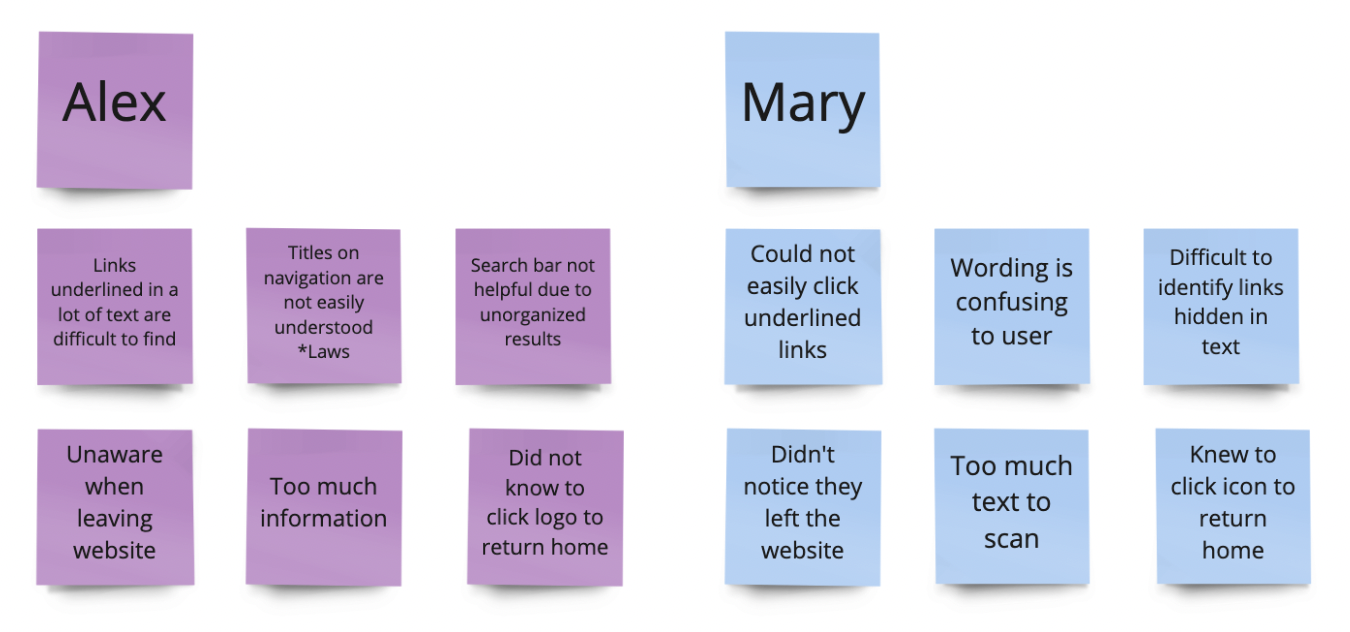 Alex
Links
underlined in a
lot of text are
difficult to find
Titles on
navigation are
not easily
understood
*Laws
Search bar not
helpful due to
unorganized
results
Unaware
when
leaving
website
Too much
information
Did not
know to
click logo to
return home
Mary
Could not
easily click
underlined
links
Wording is
confusing
to user
Difficult to
identify links
hidden in
text
Didn't
notice they
left the
website
Too much
text to
scan
Knew to
click icon to
return
home